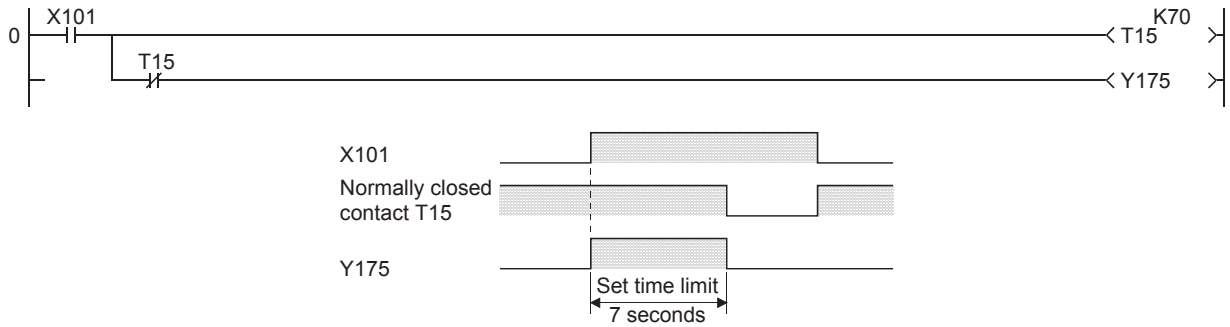 X101 K70
0 T15
T15
Y175
X101
Normally closed
contact T15
Y175
Set time limit
7 seconds